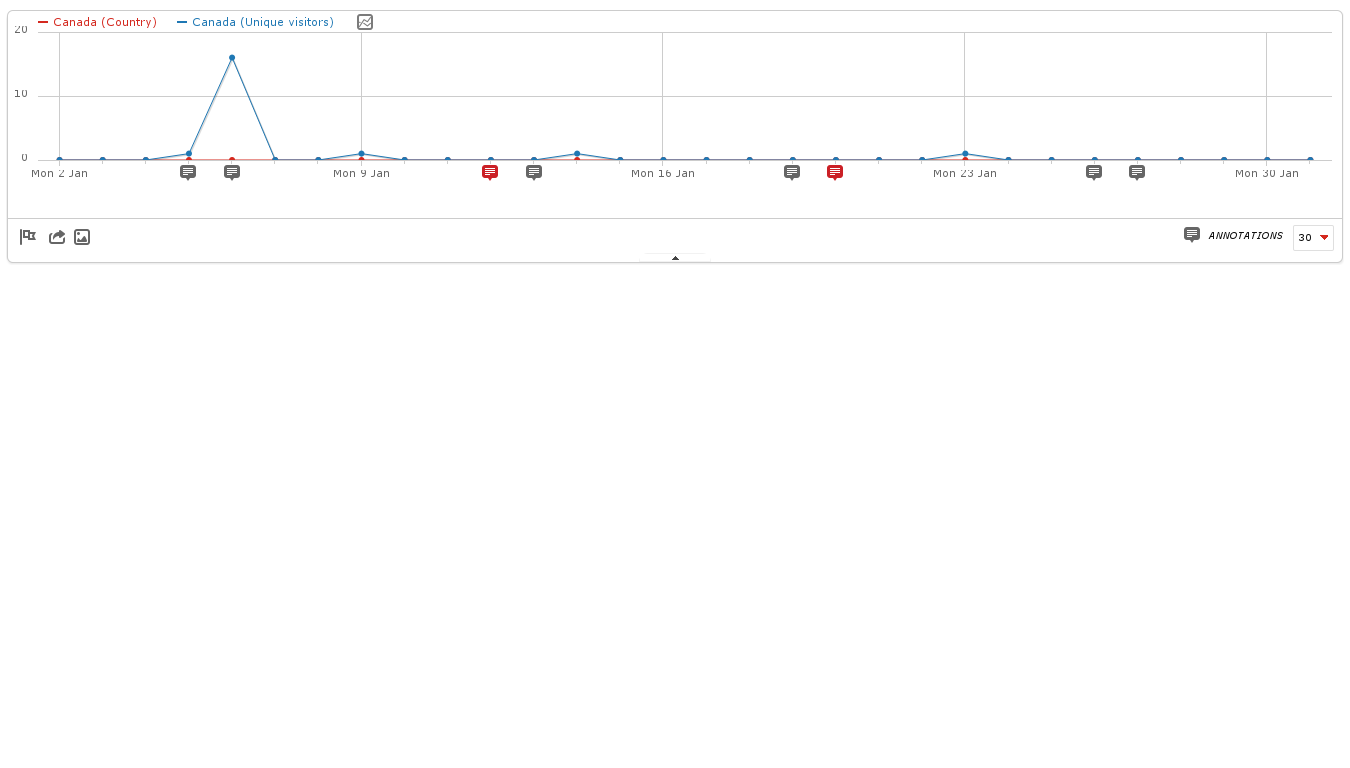 Canada (Country) Canada (Unique visitors)
20
10
0
Mon 2 Jan Mon 9 Jan Mon 16 Jan Mon 23 Jan Mon 30 Jan
ANNOTATIONS 30